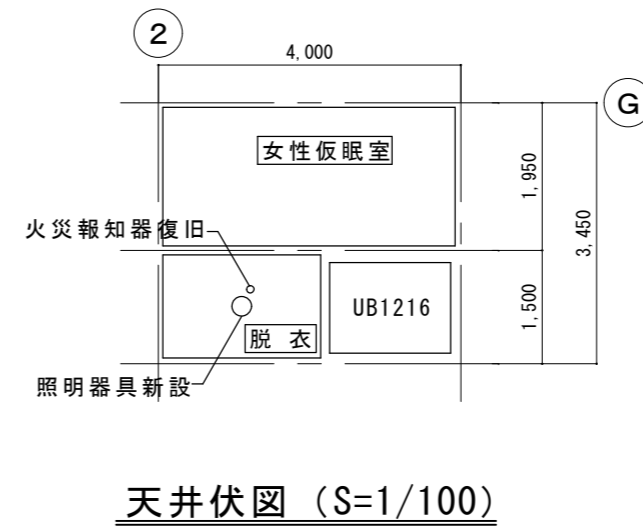 2
4,000
G
女性仮眠室
1,950
3,450
火災報知器復旧
UB1216
1,500
脱 衣
照明器具新設
天井伏図 (S=1/100)